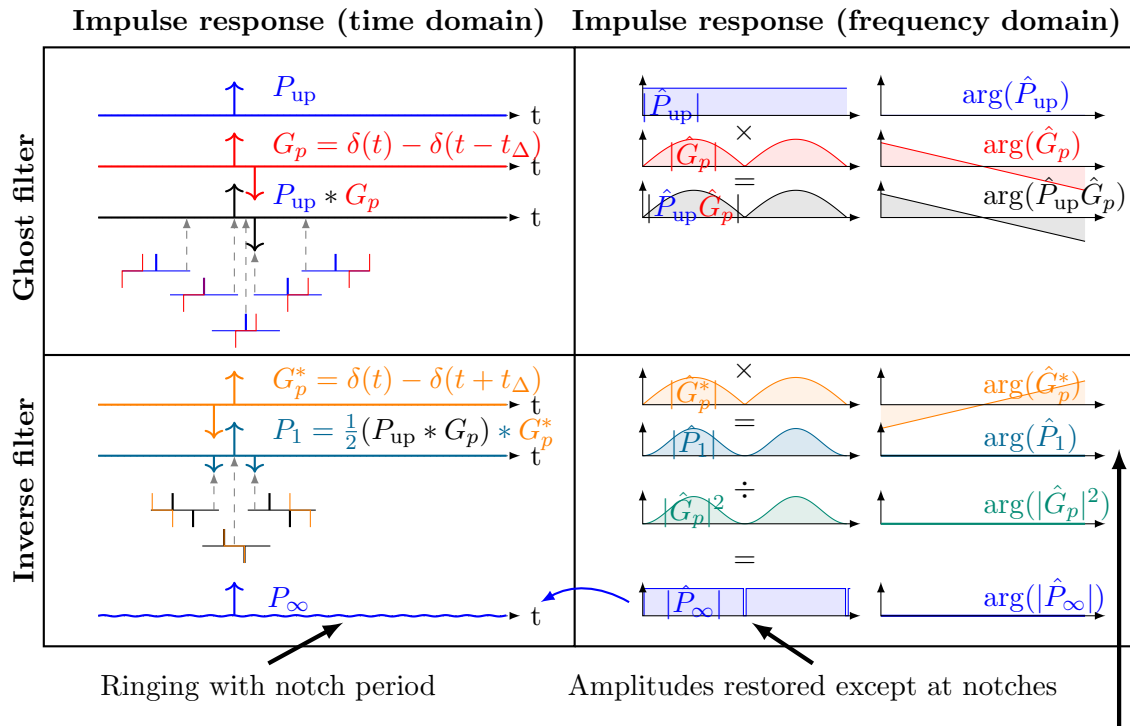 Impulse response (time domain)
Impulse response (frequency domain)
Ghost filter
P_up
t
G_p = δ(t) − δ(t − t_Δ)
t
P_up * G_p
t
|P̂_up|
arg(P̂_up)
×
|Ĝ_p|
arg(Ĝ_p)
=
|P̂_up Ĝ_p|
arg(P̂_up Ĝ_p)
Inverse filter
G_p^* = δ(t) − δ(t + t_Δ)
t
P_1 = ½(P_up * G_p) * G_p^*
t
P_∞
t
×
|Ĝ_p^*|
arg(Ĝ_p^*)
=
|P̂_1|
arg(P̂_1)
÷
|Ĝ_p|²
arg(|Ĝ_p|²)
=
|P̂_∞|
arg(|P̂_∞|)
Ringing with notch period
Amplitudes restored except at notches